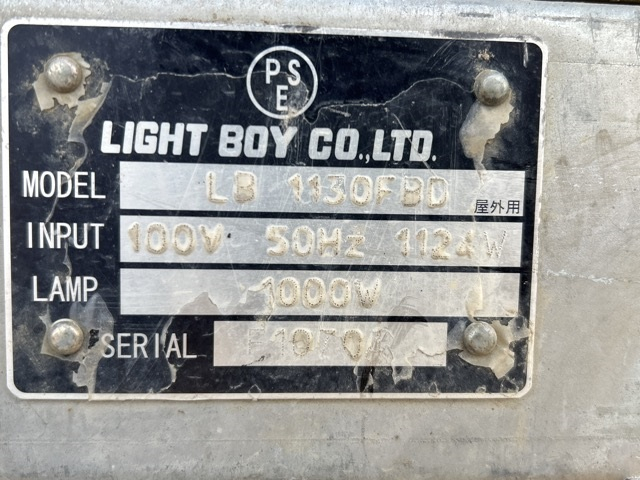 PSE
LIGHT BOY CO.,LTD.
MODEL LB 1130FBD 屋外用
INPUT 100V 50Hz 1124W
LAMP 1000W
SERIAL